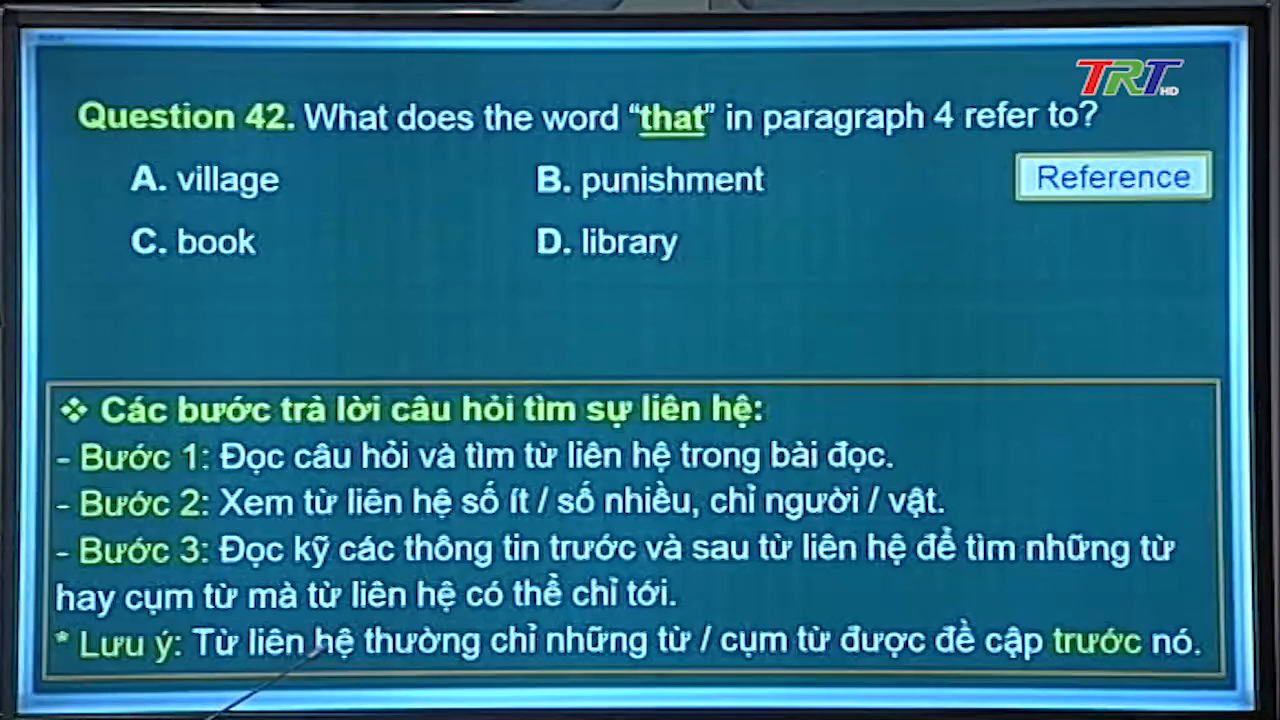 TRT HD
Question 42. What does the word “that” in paragraph 4 refer to?
A. village B. punishment
Reference
C. book D. library
❖ Các bước trả lời câu hỏi tìm sự liên hệ:
- Bước 1: Đọc câu hỏi và tìm từ liên hệ trong bài đọc.
- Bước 2: Xem từ liên hệ số ít / số nhiều, chỉ người / vật.
- Bước 3: Đọc kỹ các thông tin trước và sau từ liên hệ để tìm những từ
hay cụm từ mà từ liên hệ có thể chỉ tới.
* Lưu ý: Từ liên hệ thường chỉ những từ / cụm từ được đề cập trước nó.